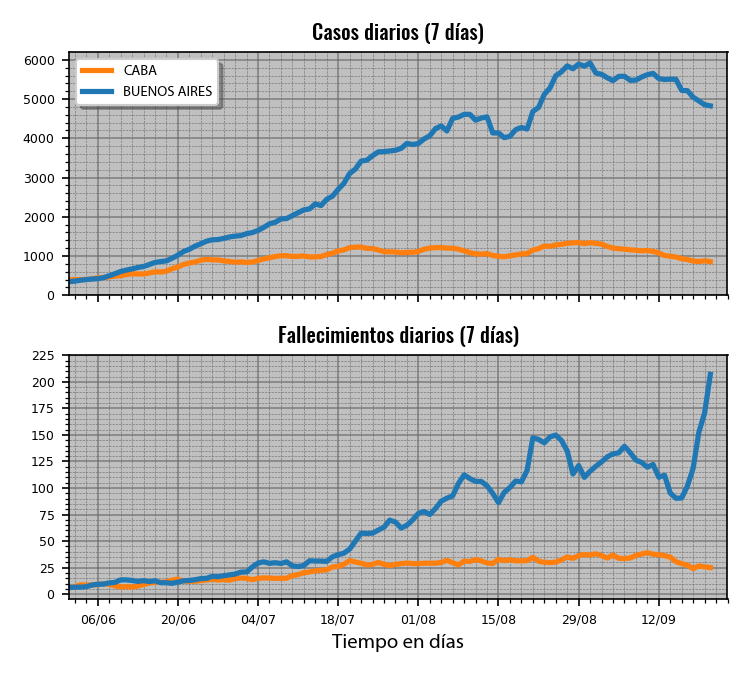 Casos diarios (7 días)
6000
5000
4000
3000
2000
1000
0
CABA
BUENOS AIRES
Fallecimientos diarios (7 días)
225
200
175
150
125
100
75
50
25
0
06/06 20/06 04/07 18/07 01/08 15/08 29/08 12/09
Tiempo en días